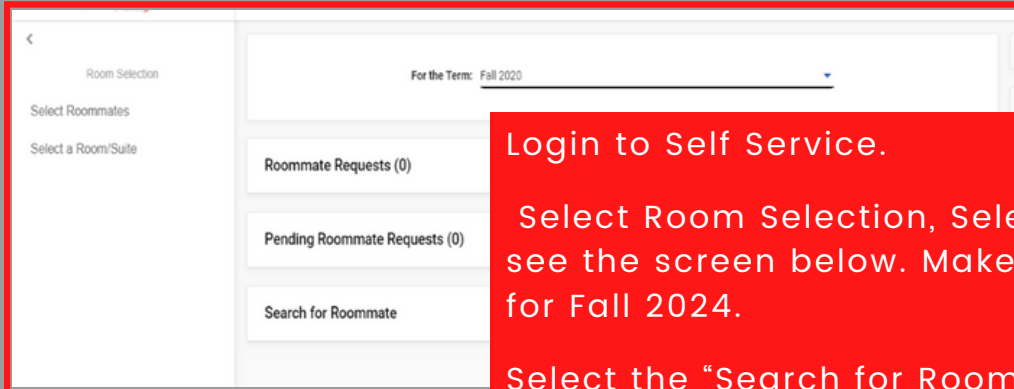 <
Room Selection
Select Roommates
Select a Room/Suite
For the Term: Fall 2020
Roommate Requests (0)
Pending Roommate Requests (0)
Search for Roommate
Login to Self Service.
Select Room Selection, Sele
see the screen below. Make
for Fall 2024.
Select the “Search for Room